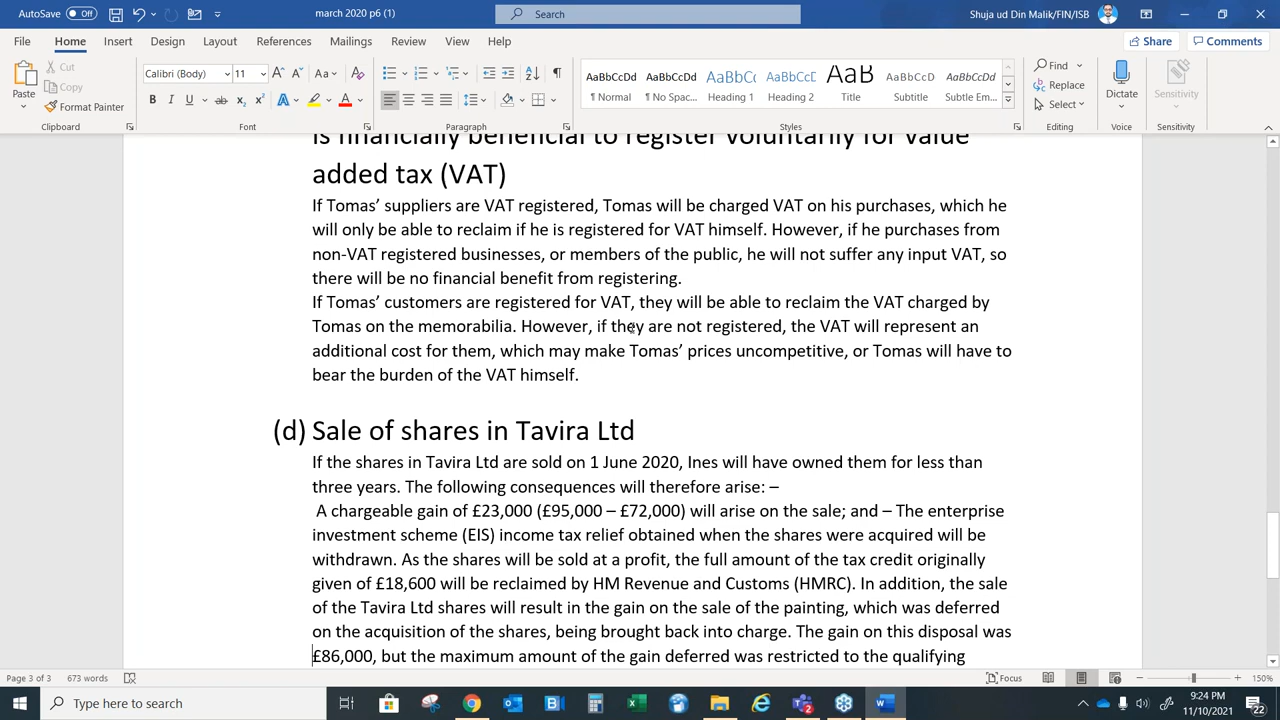 AutoSave Off march 2020 p6 (1) Search Shuja ud Din Malik/FIN/ISB
File Home Insert Draw Design Layout References Mailings Review View Help Share Comments
Paste Cut Copy Format Painter
Calibri (Body) 11 Aa
B I U ab x₂ x² A A
AaBbCcDd AaBbCcDd AaBbC AaBbCcE AaB AaBbCcD AaBbCcDd
¶ Normal ¶ No Spac... Heading 1 Heading 2 Title Subtitle Subtle Em...
Find Replace Select Dictate Sensitivity
Clipboard Font Paragraph Styles Editing Voice Sensitivity
is financially beneficial to register voluntarily for value
added tax (VAT)
If Tomas’ suppliers are VAT registered, Tomas will be charged VAT on his purchases, which he
will only be able to reclaim if he is registered for VAT himself. However, if he purchases from
non-VAT registered businesses, or members of the public, he will not suffer any input VAT, so
there will be no financial benefit from registering.
If Tomas’ customers are registered for VAT, they will be able to reclaim the VAT charged by
Tomas on the memorabilia. However, if they are not registered, the VAT will represent an
additional cost for them, which may make Tomas’ prices uncompetitive, or Tomas will have to
bear the burden of the VAT himself.
(d) Sale of shares in Tavira Ltd
If the shares in Tavira Ltd are sold on 1 June 2020, Ines will have owned them for less than
three years. The following consequences will therefore arise: –
A chargeable gain of £23,000 (£95,000 – £72,000) will arise on the sale; and – The enterprise
investment scheme (EIS) income tax relief obtained when the shares were acquired will be
withdrawn. As the shares will be sold at a profit, the full amount of the tax credit originally
given of £18,600 will be reclaimed by HM Revenue and Customs (HMRC). In addition, the sale
of the Tavira Ltd shares will result in the gain on the sale of the painting, which was deferred
on the acquisition of the shares, being brought back into charge. The gain on this disposal was
£86,000, but the maximum amount of the gain deferred was restricted to the qualifying
Page 3 of 3 673 words Focus 150%
Type here to search 9:24 PM
11/10/2021 22